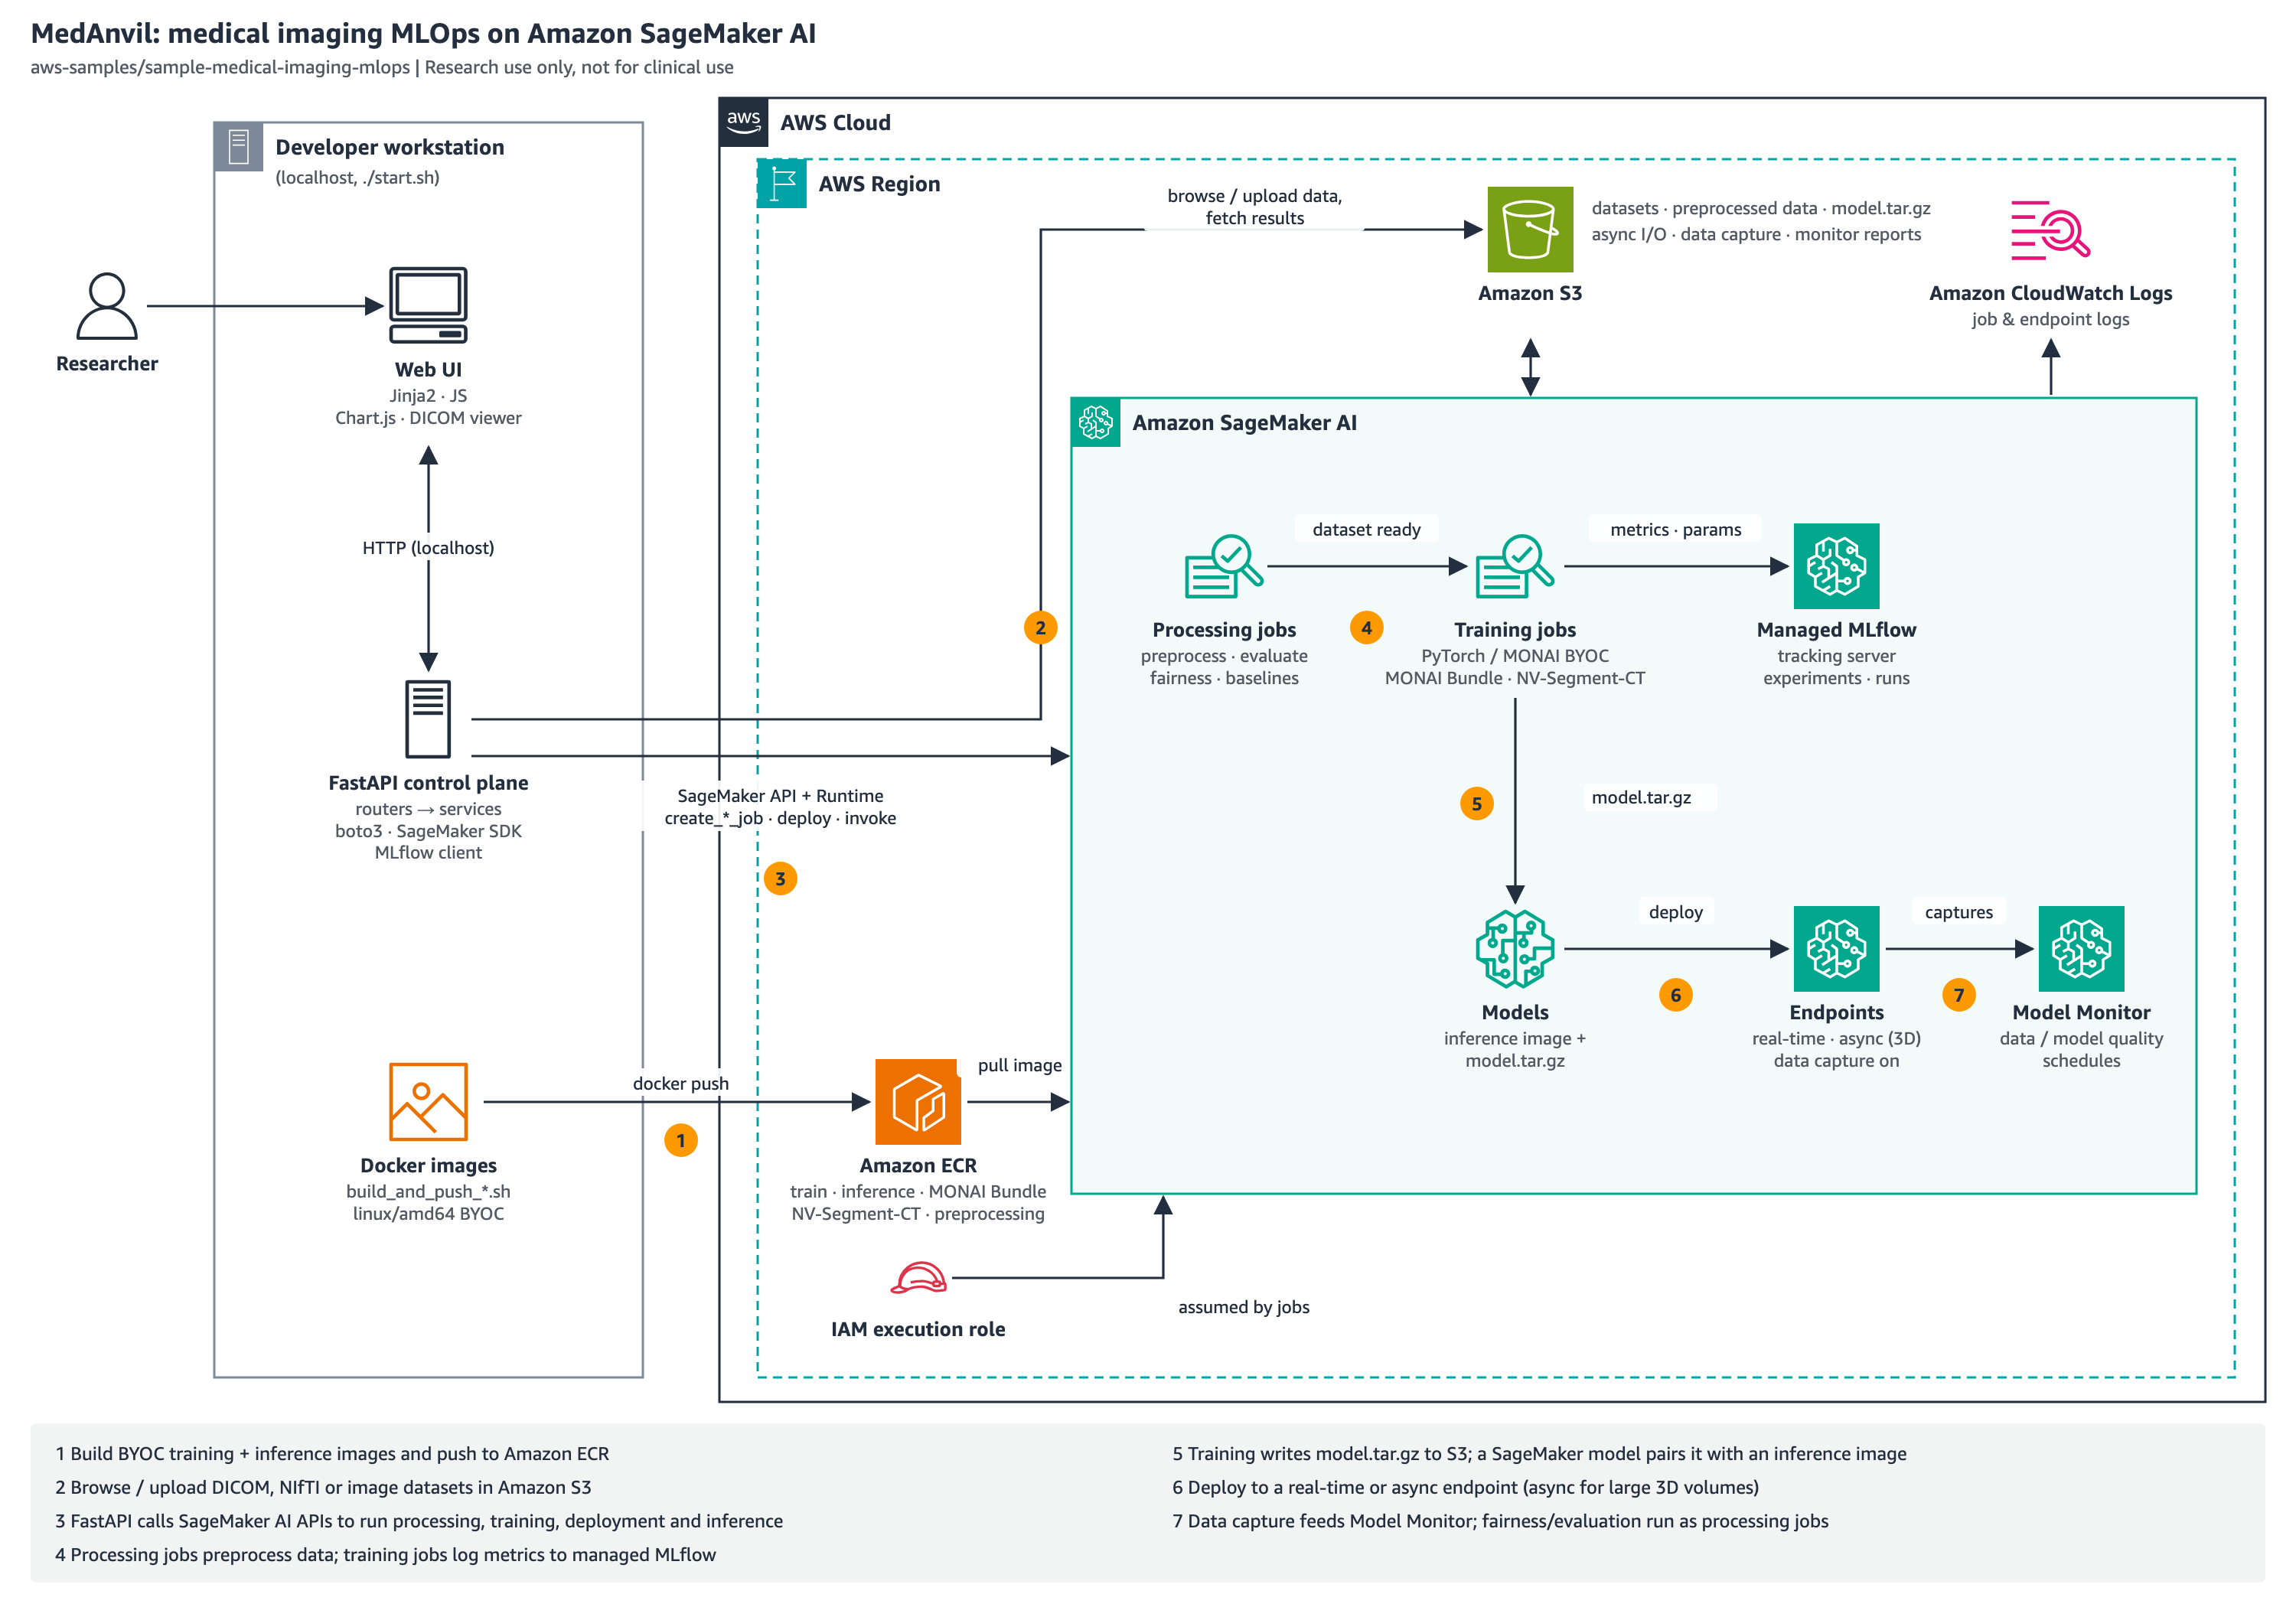 MedAnvil: medical imaging MLOps on Amazon SageMaker AI
aws-samples/sample-medical-imaging-mlops | Research use only, not for clinical use
Developer workstation
(localhost, ./start.sh)
aws
AWS Cloud
AWS Region
browse / upload data,
fetch results
datasets · preprocessed data · model.tar.gz
async I/O · data capture · monitor reports
Amazon S3
Amazon CloudWatch Logs
job & endpoint logs
Researcher
Web UI
Jinja2 · JS
Chart.js · DICOM viewer
HTTP (localhost)
Amazon SageMaker AI
dataset ready
metrics · params
2
Processing jobs
preprocess · evaluate
fairness · baselines
4
Training jobs
PyTorch / MONAI BYOC
MONAI Bundle · NV-Segment-CT
Managed MLflow
tracking server
experiments · runs
FastAPI control plane
routers → services
boto3 · SageMaker SDK
MLflow client
SageMaker API + Runtime
create_*_job · deploy · invoke
3
5
model.tar.gz
deploy
captures
Models
inference image +
model.tar.gz
6
Endpoints
real-time · async (3D)
data capture on
7
Model Monitor
data / model quality
schedules
docker push
1
pull image
Docker images
build_and_push_*.sh
linux/amd64 BYOC
Amazon ECR
train · inference · MONAI Bundle
NV-Segment-CT · preprocessing
IAM execution role
assumed by jobs
1 Build BYOC training + inference images and push to Amazon ECR
2 Browse / upload DICOM, NIfTI or image datasets in Amazon S3
3 FastAPI calls SageMaker AI APIs to run processing, training, deployment and inference
4 Processing jobs preprocess data; training jobs log metrics to managed MLflow
5 Training writes model.tar.gz to S3; a SageMaker model pairs it with an inference image
6 Deploy to a real-time or async endpoint (async for large 3D volumes)
7 Data capture feeds Model Monitor; fairness/evaluation run as processing jobs